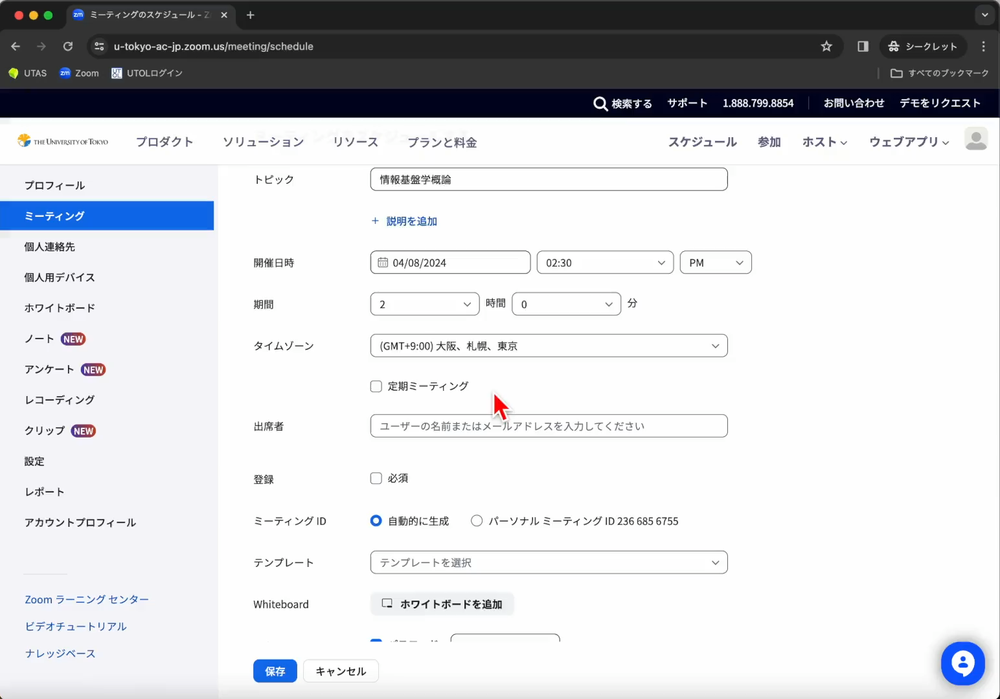 zm ミーティングのスケジュール - Z
u-tokyo-ac-jp.zoom.us/meeting/schedule
シークレット
UTAS
zm Zoom
UTOLログイン
すべてのブックマーク
検索する
サポート
1.888.799.8854
お問い合わせ
デモをリクエスト
THE UNIVERSITY OF TOKYO
プロダクト
ソリューション
リソース
プランと料金
スケジュール
参加
ホスト
ウェブアプリ
プロフィール
ミーティング
個人連絡先
個人用デバイス
ホワイトボード
ノート NEW
アンケート NEW
レコーディング
クリップ NEW
設定
レポート
アカウントプロフィール
Zoom ラーニング センター
ビデオチュートリアル
ナレッジベース
トピック
情報基盤学概論
+ 説明を追加
開催日時
04/08/2024
02:30
PM
期間
2 時間 0 分
タイムゾーン
(GMT+9:00) 大阪、札幌、東京
定期ミーティング
出席者
ユーザーの名前またはメールアドレスを入力してください
登録
必須
ミーティング ID
自動的に生成
パーソナル ミーティング ID 236 685 6755
テンプレート
テンプレートを選択
Whiteboard
ホワイトボードを追加
保存
キャンセル